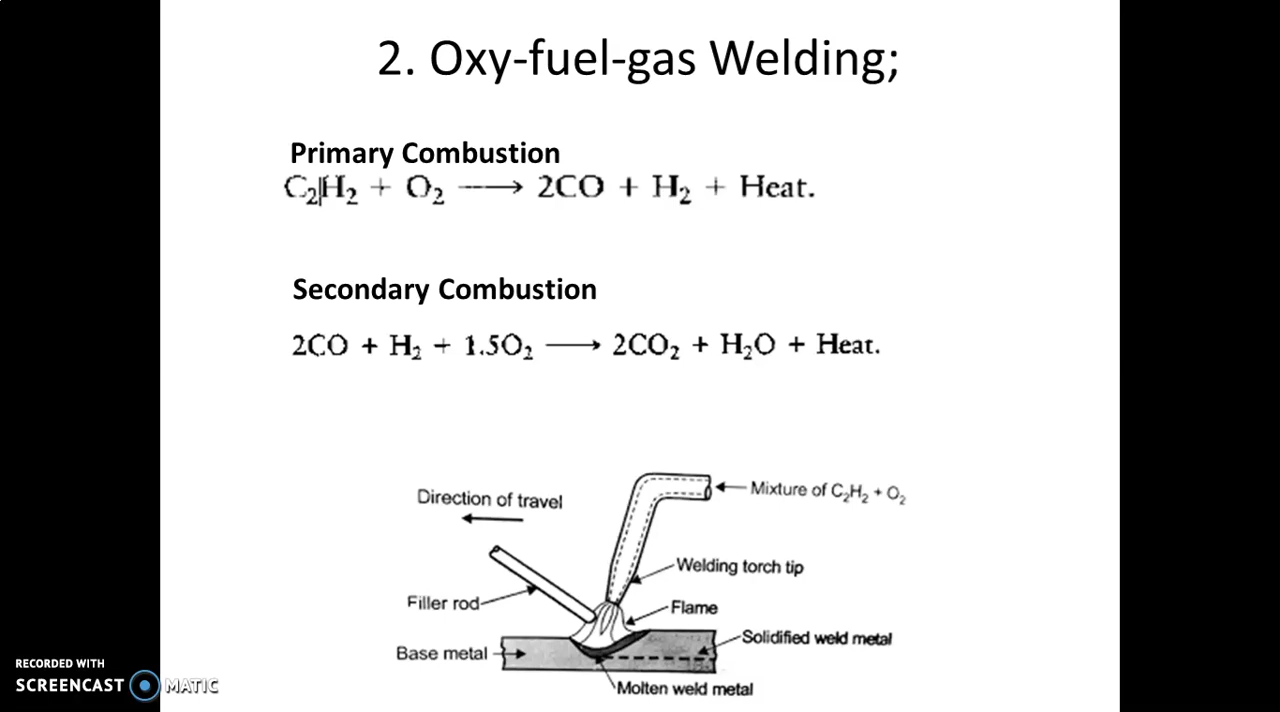 2. Oxy-fuel-gas Welding;
Primary Combustion
C₂H₂ + O₂ ⟶ 2CO + H₂ + Heat.
Secondary Combustion
2CO + H₂ + 1.5O₂ ⟶ 2CO₂ + H₂O + Heat.
Direction of travel
Mixture of C₂H₂ + O₂
Welding torch tip
Filler rod
Flame
Solidified weld metal
Base metal
Molten weld metal
RECORDED WITH
SCREENCAST MATIC